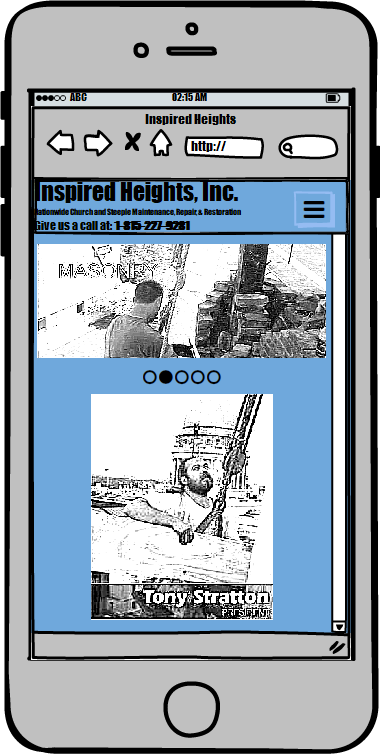 ABC 02:15 AM
Inspired Heights
http://
Inspired Heights, Inc.
Nationwide Church and Steeple Maintenance, Repair, & Restoration
Give us a call at: 1-815-227-9281
MASONRY
Tony Stratton
PRESIDENT